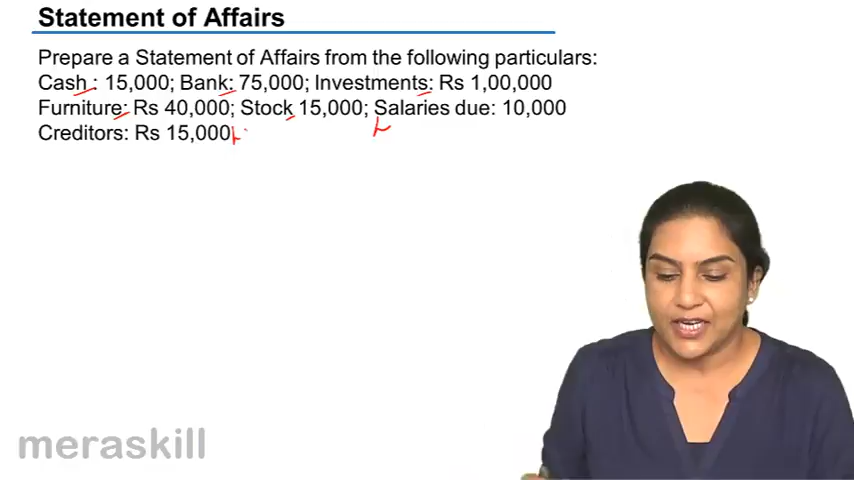 Statement of Affairs
Prepare a Statement of Affairs from the following particulars:
Cash : 15,000; Bank: 75,000; Investments: Rs 1,00,000
Furniture: Rs 40,000; Stock 15,000; Salaries due: 10,000
Creditors: Rs 15,000
meraskill